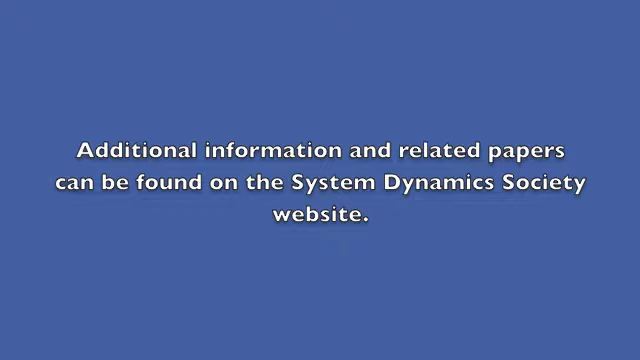 Additional information and related papers
can be found on the System Dynamics Society
website.